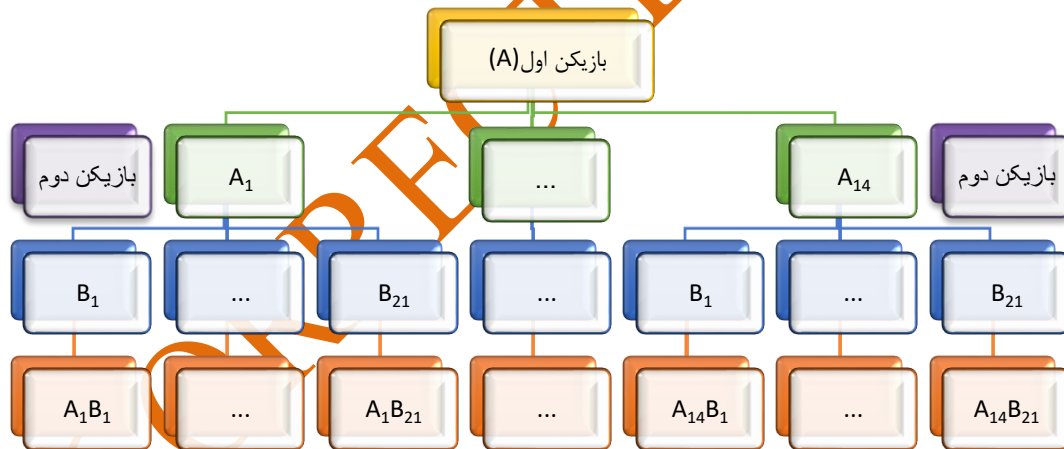 بازیکن اول(A)
بازیکن دوم
A₁
...
A₁₄
بازیکن دوم
B₁
...
B₂₁
...
B₁
...
B₂₁
A₁B₁
...
A₁B₂₁
...
A₁₄B₁
...
A₁₄B₂₁